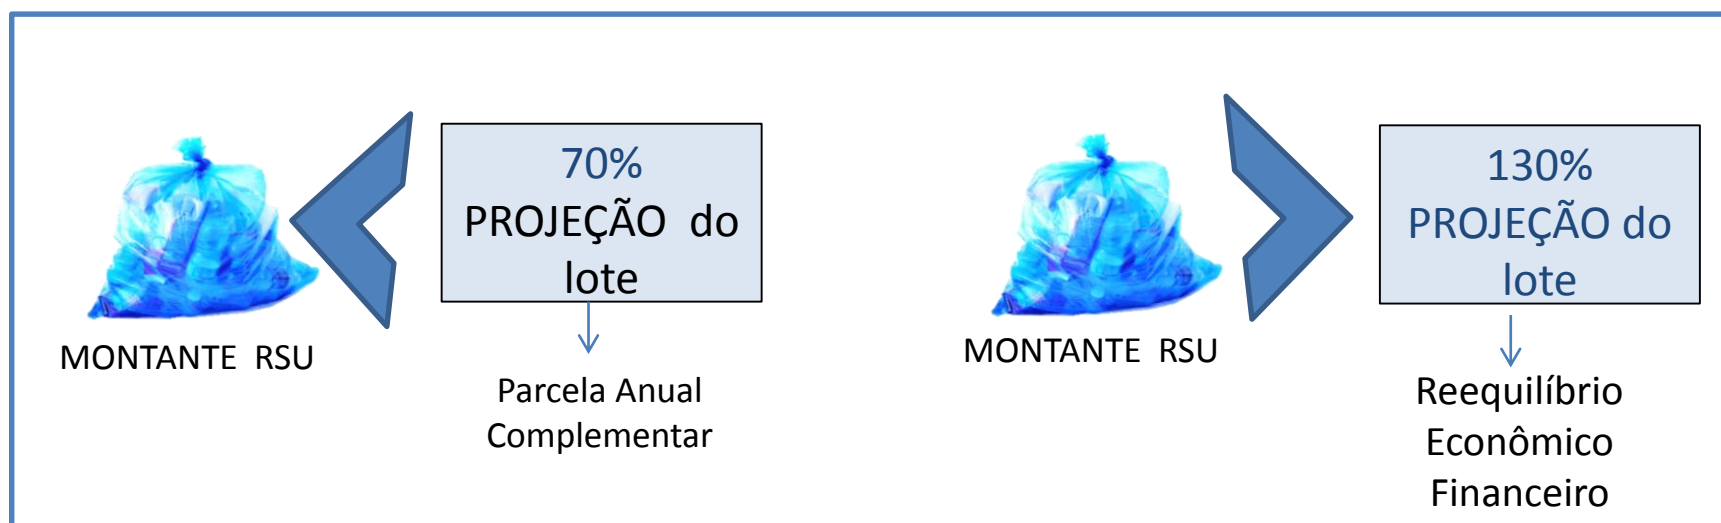 MONTANTE RSU
70%
PROJEÇÃO do
lote
Parcela Anual
Complementar
MONTANTE RSU
130%
PROJEÇÃO do
lote
Reequilíbrio
Econômico
Financeiro